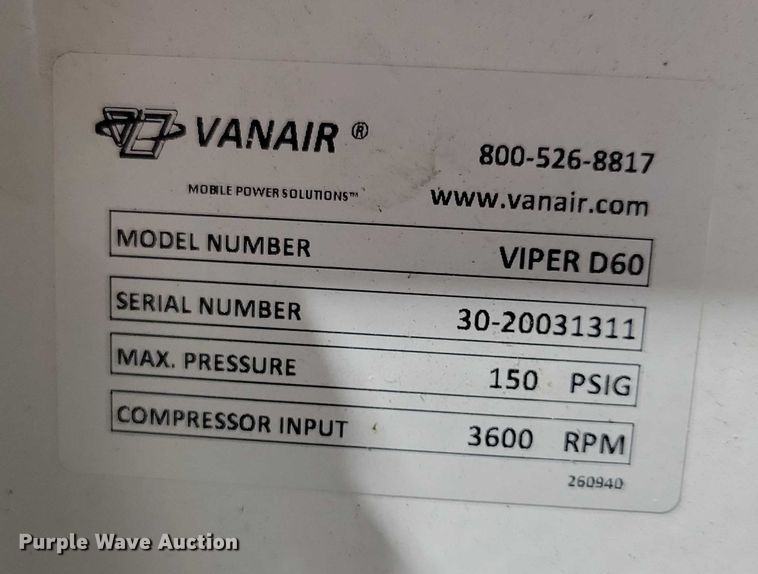 VANAIR ®
800-526-8817
MOBILE POWER SOLUTIONS™
www.vanair.com
MODEL NUMBER VIPER D60
SERIAL NUMBER 30-20031311
MAX. PRESSURE 150 PSIG
COMPRESSOR INPUT 3600 RPM
260940
Purple Wave Auction